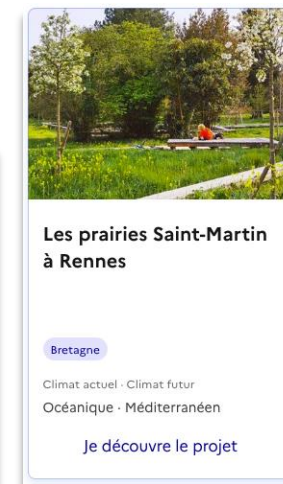 Les prairies Saint-Martin
à Rennes
Bretagne
Climat actuel · Climat futur
Océanique · Méditerranéen
Je découvre le projet